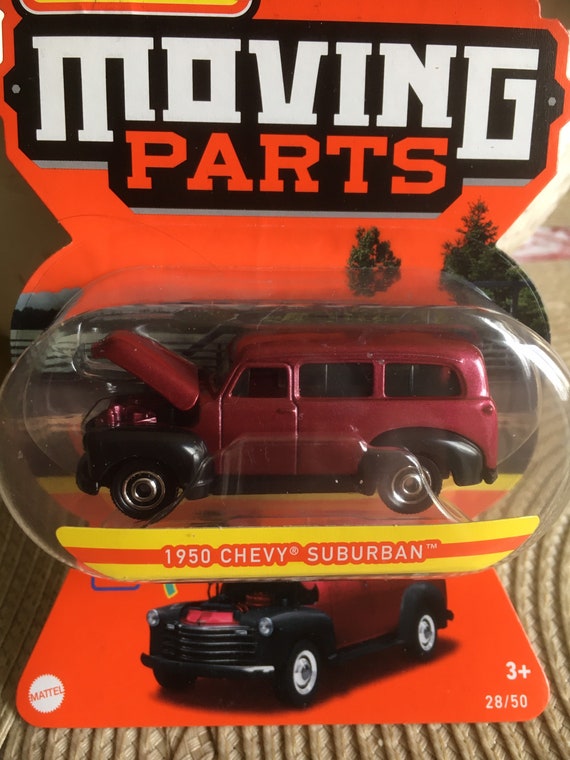 MOVING
PARTS
1950 CHEVY® SUBURBAN™
MATTEL
3+
28/50